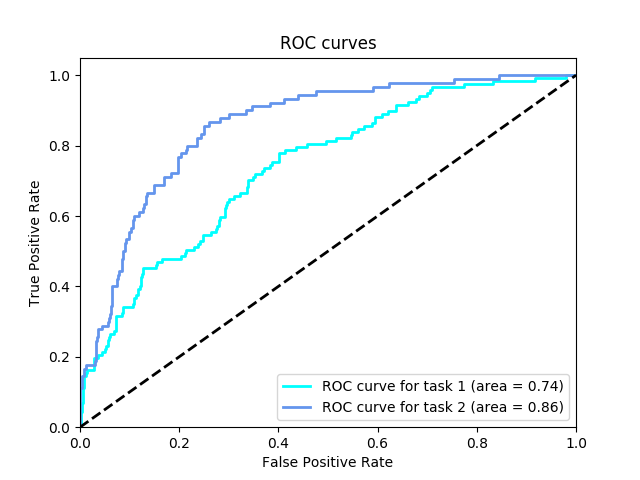 ROC curves
True Positive Rate
1.0
0.8
0.6
0.4
0.2
0.0
0.0 0.2 0.4 0.6 0.8 1.0
False Positive Rate
ROC curve for task 1 (area = 0.74)
ROC curve for task 2 (area = 0.86)